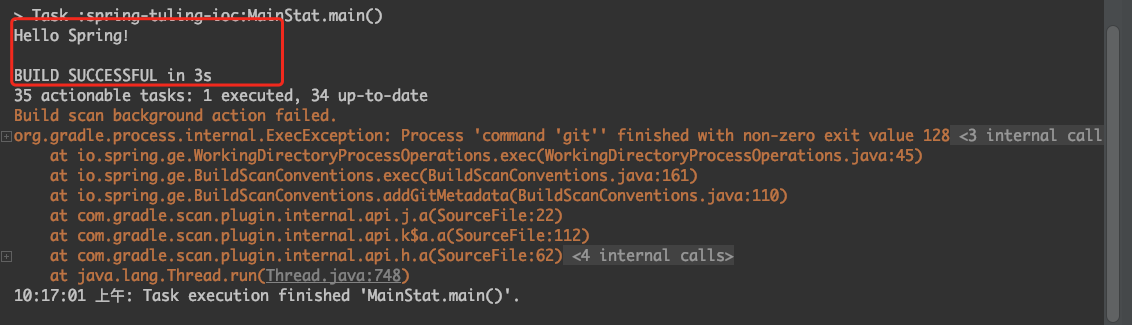 > Task :spring-tuling-ioc:MainStat.main()
Hello Spring!
BUILD SUCCESSFUL in 3s
35 actionable tasks: 1 executed, 34 up-to-date
Build scan background action failed.
org.gradle.process.internal.ExecException: Process 'command 'git'' finished with non-zero exit value 128 <3 internal call
at io.spring.ge.WorkingDirectoryProcessOperations.exec(WorkingDirectoryProcessOperations.java:45)
at io.spring.ge.BuildScanConventions.exec(BuildScanConventions.java:161)
at io.spring.ge.BuildScanConventions.addGitMetadata(BuildScanConventions.java:110)
at com.gradle.scan.plugin.internal.api.j.a(SourceFile:22)
at com.gradle.scan.plugin.internal.api.k$a.a(SourceFile:112)
at com.gradle.scan.plugin.internal.api.h.a(SourceFile:62) <4 internal calls>
at java.lang.Thread.run(Thread.java:748)
10:17:01 上午: Task execution finished 'MainStat.main()'.